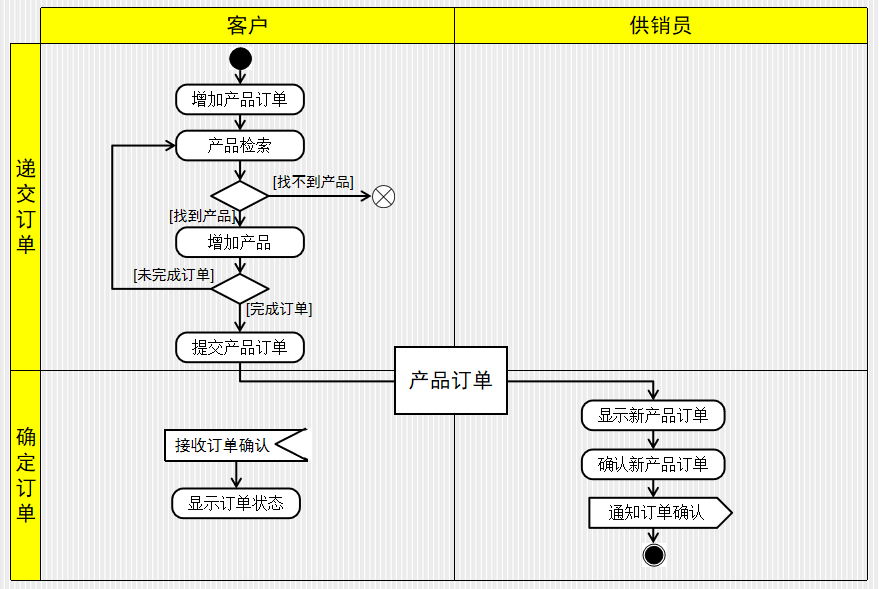 客户
供销员
递交订单
增加产品订单
产品检索
[找不到产品]
[找到产品]
增加产品
[未完成订单]
[完成订单]
提交产品订单
产品订单
确定订单
显示新产品订单
接收订单确认
确认新产品订单
显示订单状态
通知订单确认